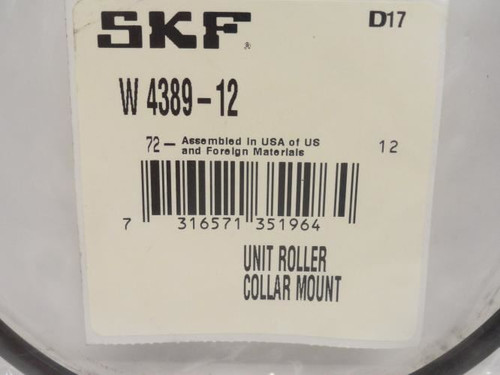 SKF D17
W 4389-12
72- Assembled in USA of US
and Foreign Materials 12
7 316571 351964
UNIT ROLLER
COLLAR MOUNT